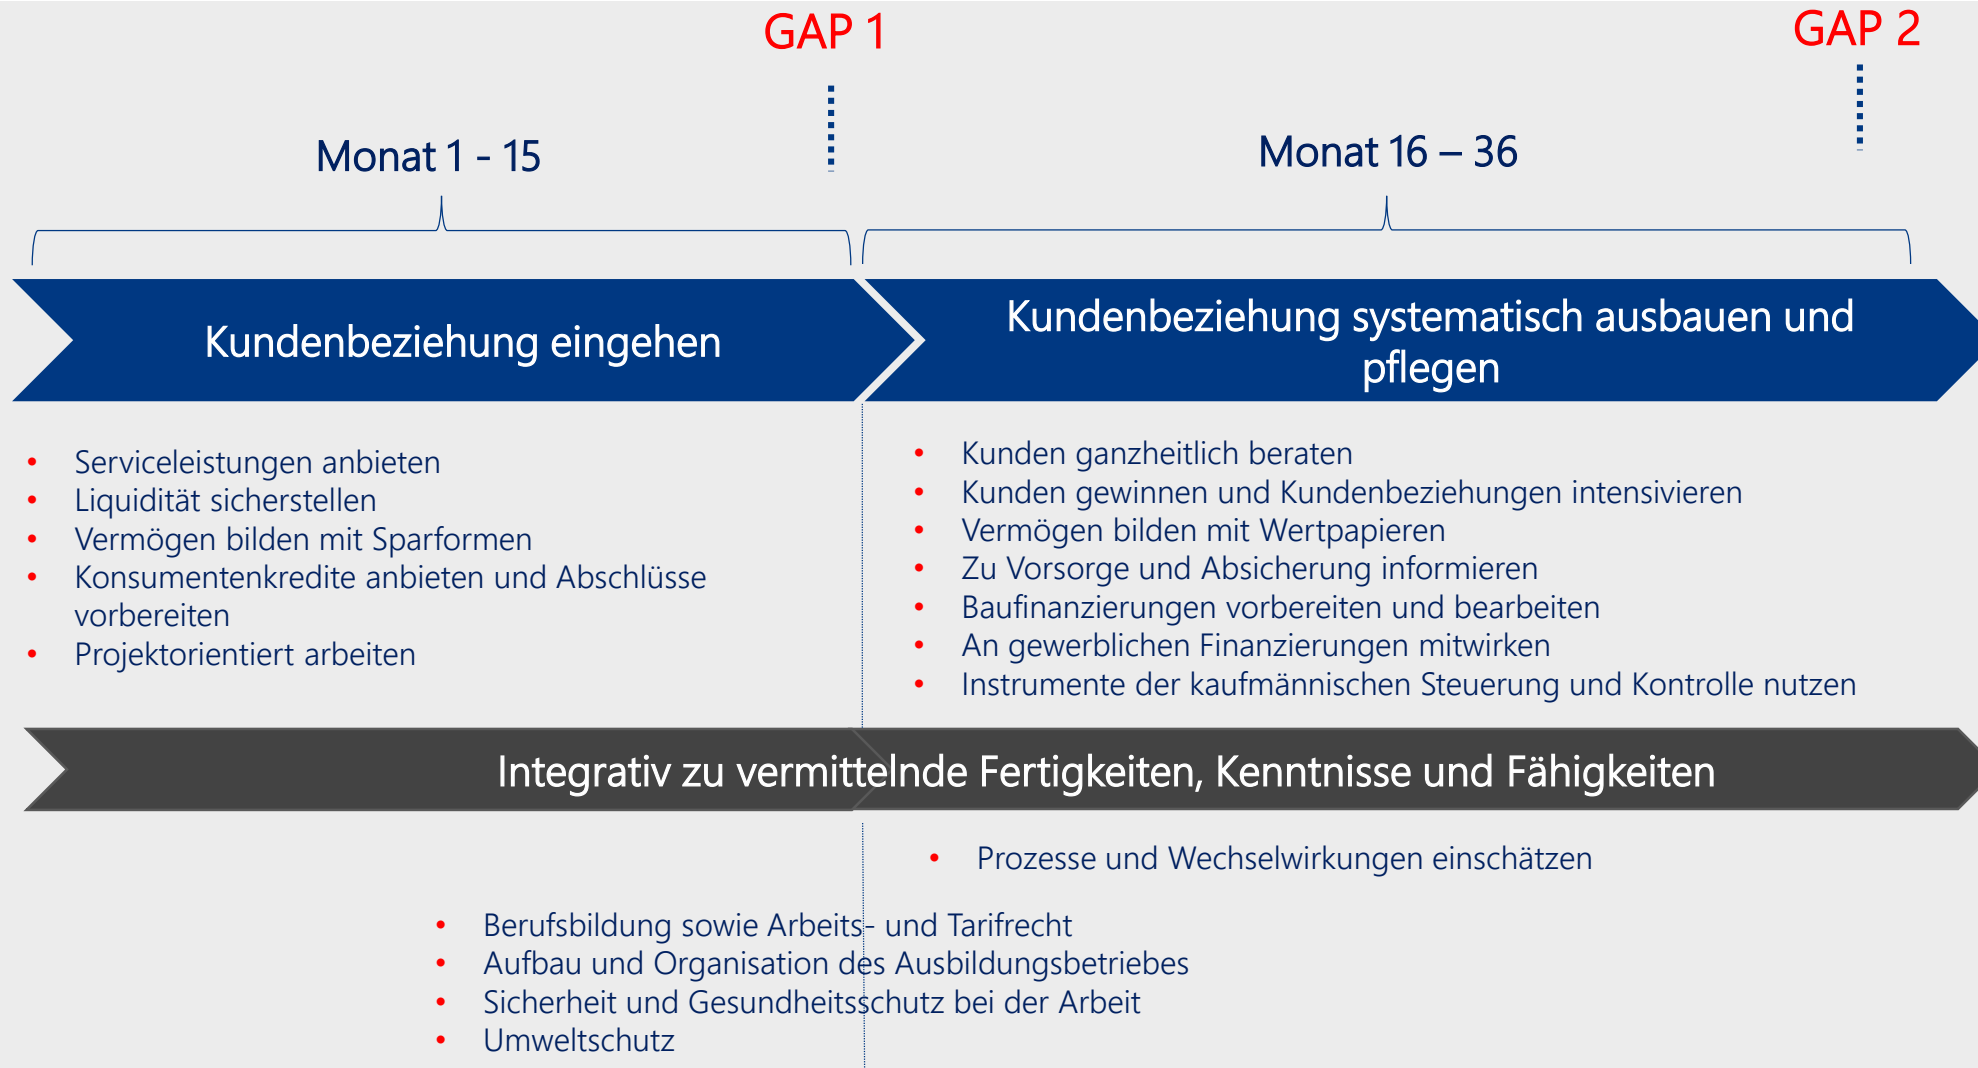 GAP 1
GAP 2
Monat 1 - 15
Monat 16 – 36
Kundenbeziehung eingehen
Kundenbeziehung systematisch ausbauen und
pflegen
• Serviceleistungen anbieten
• Liquidität sicherstellen
• Vermögen bilden mit Sparformen
• Konsumentenkredite anbieten und Abschlüsse
vorbereiten
• Projektorientiert arbeiten
• Kunden ganzheitlich beraten
• Kunden gewinnen und Kundenbeziehungen intensivieren
• Vermögen bilden mit Wertpapieren
• Zu Vorsorge und Absicherung informieren
• Baufinanzierungen vorbereiten und bearbeiten
• An gewerblichen Finanzierungen mitwirken
• Instrumente der kaufmännischen Steuerung und Kontrolle nutzen
Integrativ zu vermittelnde Fertigkeiten, Kenntnisse und Fähigkeiten
• Prozesse und Wechselwirkungen einschätzen
• Berufsbildung sowie Arbeits- und Tarifrecht
• Aufbau und Organisation des Ausbildungsbetriebes
• Sicherheit und Gesundheitsschutz bei der Arbeit
• Umweltschutz